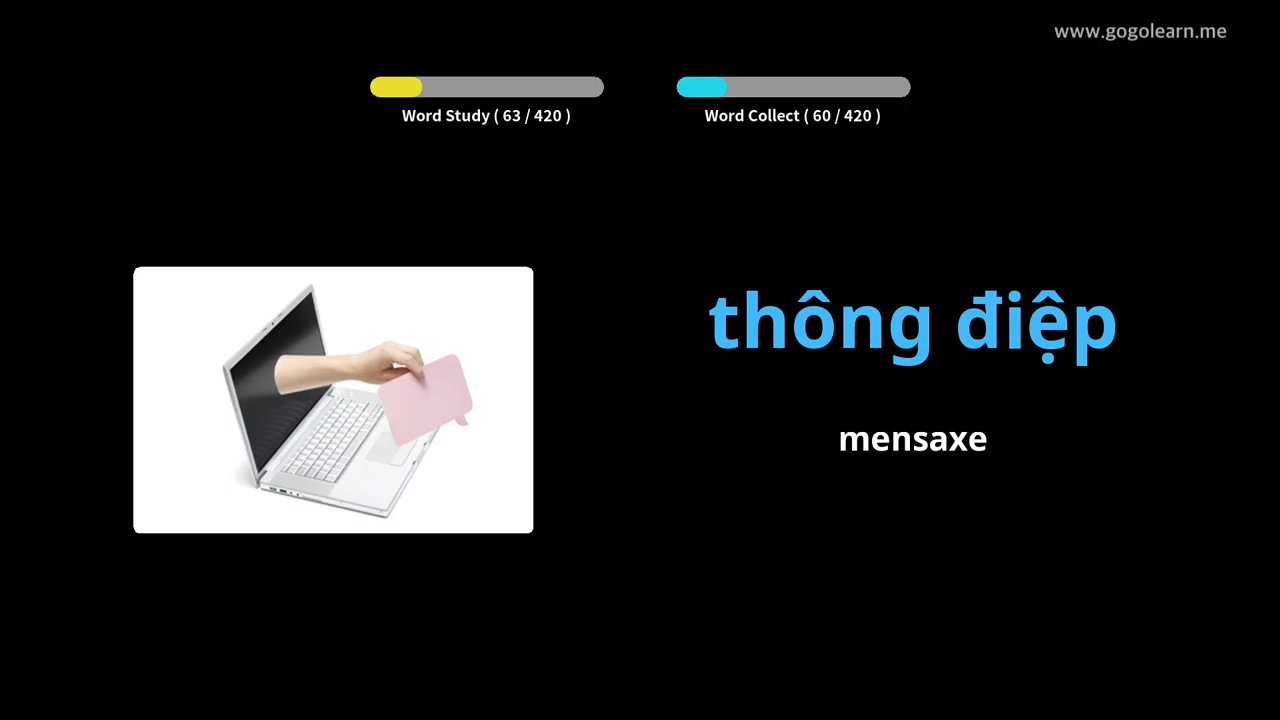 www.gogolearn.me
Word Study ( 63 / 420 )
Word Collect ( 60 / 420 )
thông điệp
mensaxe